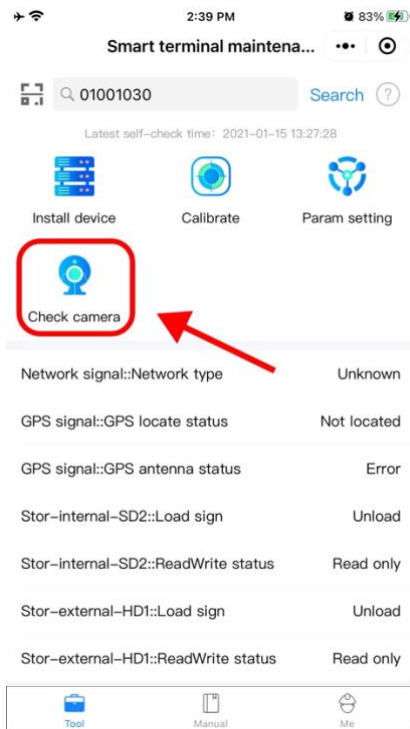 2:39 PM
83%
Smart terminal maintena...
01001030
Search
?
Latest self-check time: 2021-01-15 13:27:28
Install device Calibrate Param setting
Check camera
Network signal::Network type Unknown
GPS signal::GPS locate status Not located
GPS signal::GPS antenna status Error
Stor-internal-SD2::Load sign Unload
Stor-internal-SD2::ReadWrite status Read only
Stor-external-HD1::Load sign Unload
Stor-external-HD1::ReadWrite status Read only
Tool Manual Me